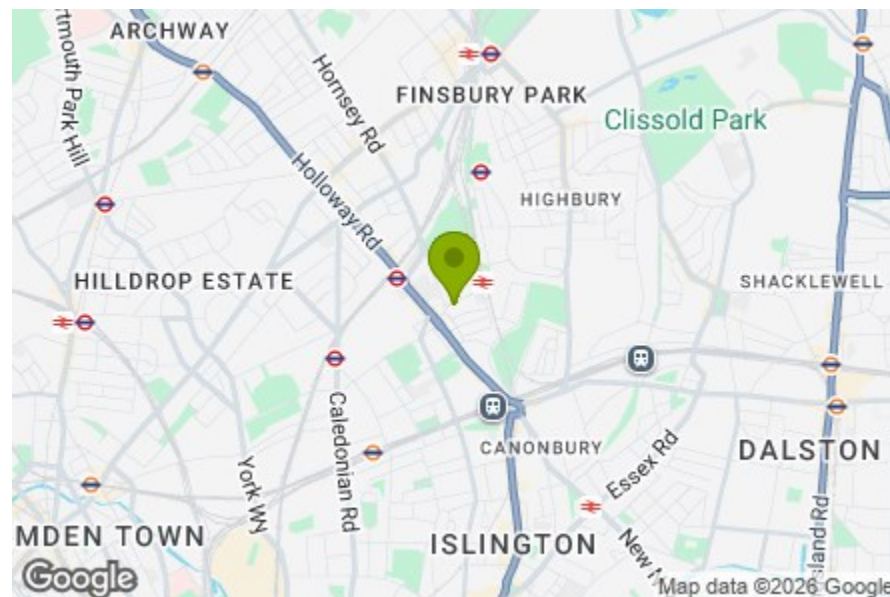 ARCHWAY
rtmouth Park Hill
Hornsey Rd
FINSBURY PARK
Clissold Park
Holloway Rd
HIGHBURY
HILLDROP ESTATE
SHACKLEWELL
Caledonian Rd
York Wy
CANONBURY
Essex Rd
DALSTON
MDEN TOWN
ISLINGTON
New N
sland Rd
Google
Map data ©2026 Google